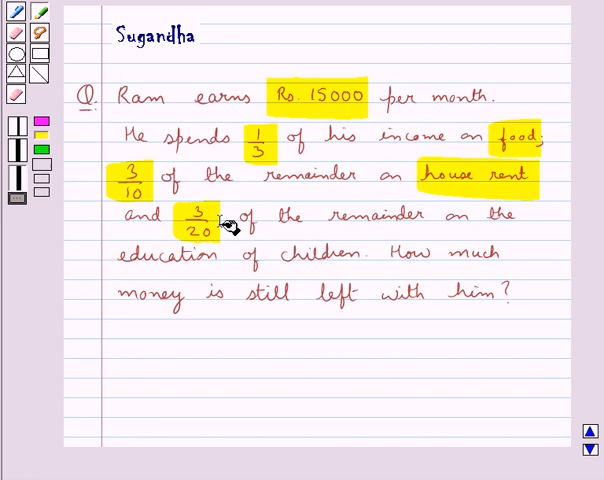 Sugandha
Q. Ram earns Rs. 15000 per month.
He spends 1/3 of his income on food;
3/10 of the remainder on house rent
and 3/20 of the remainder on the
education of children. How much
money is still left with him?